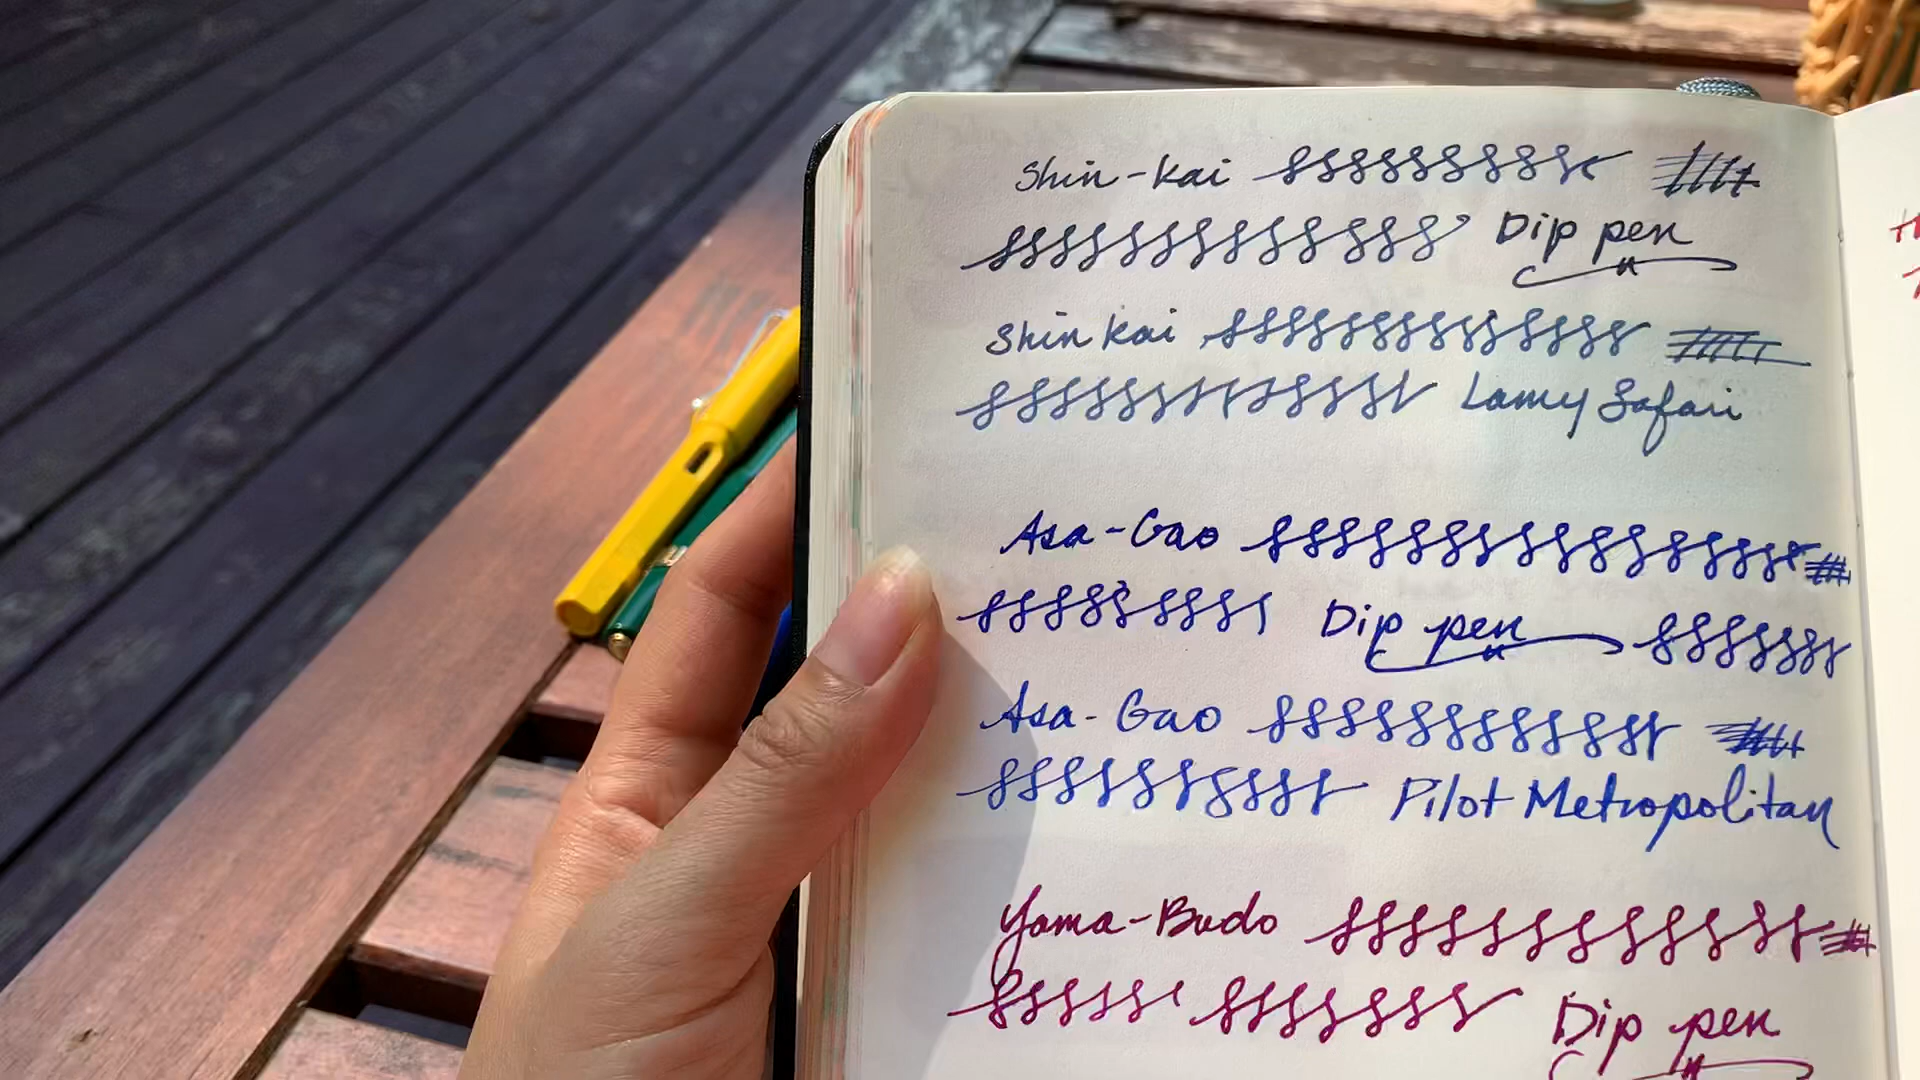 Shin-kai
Dip pen
Shin kai
Lamy Safari
Asa-Gao
Dip pen
Asa-Gao
Pilot Metropolitan
Yama-Budo
Dip pen